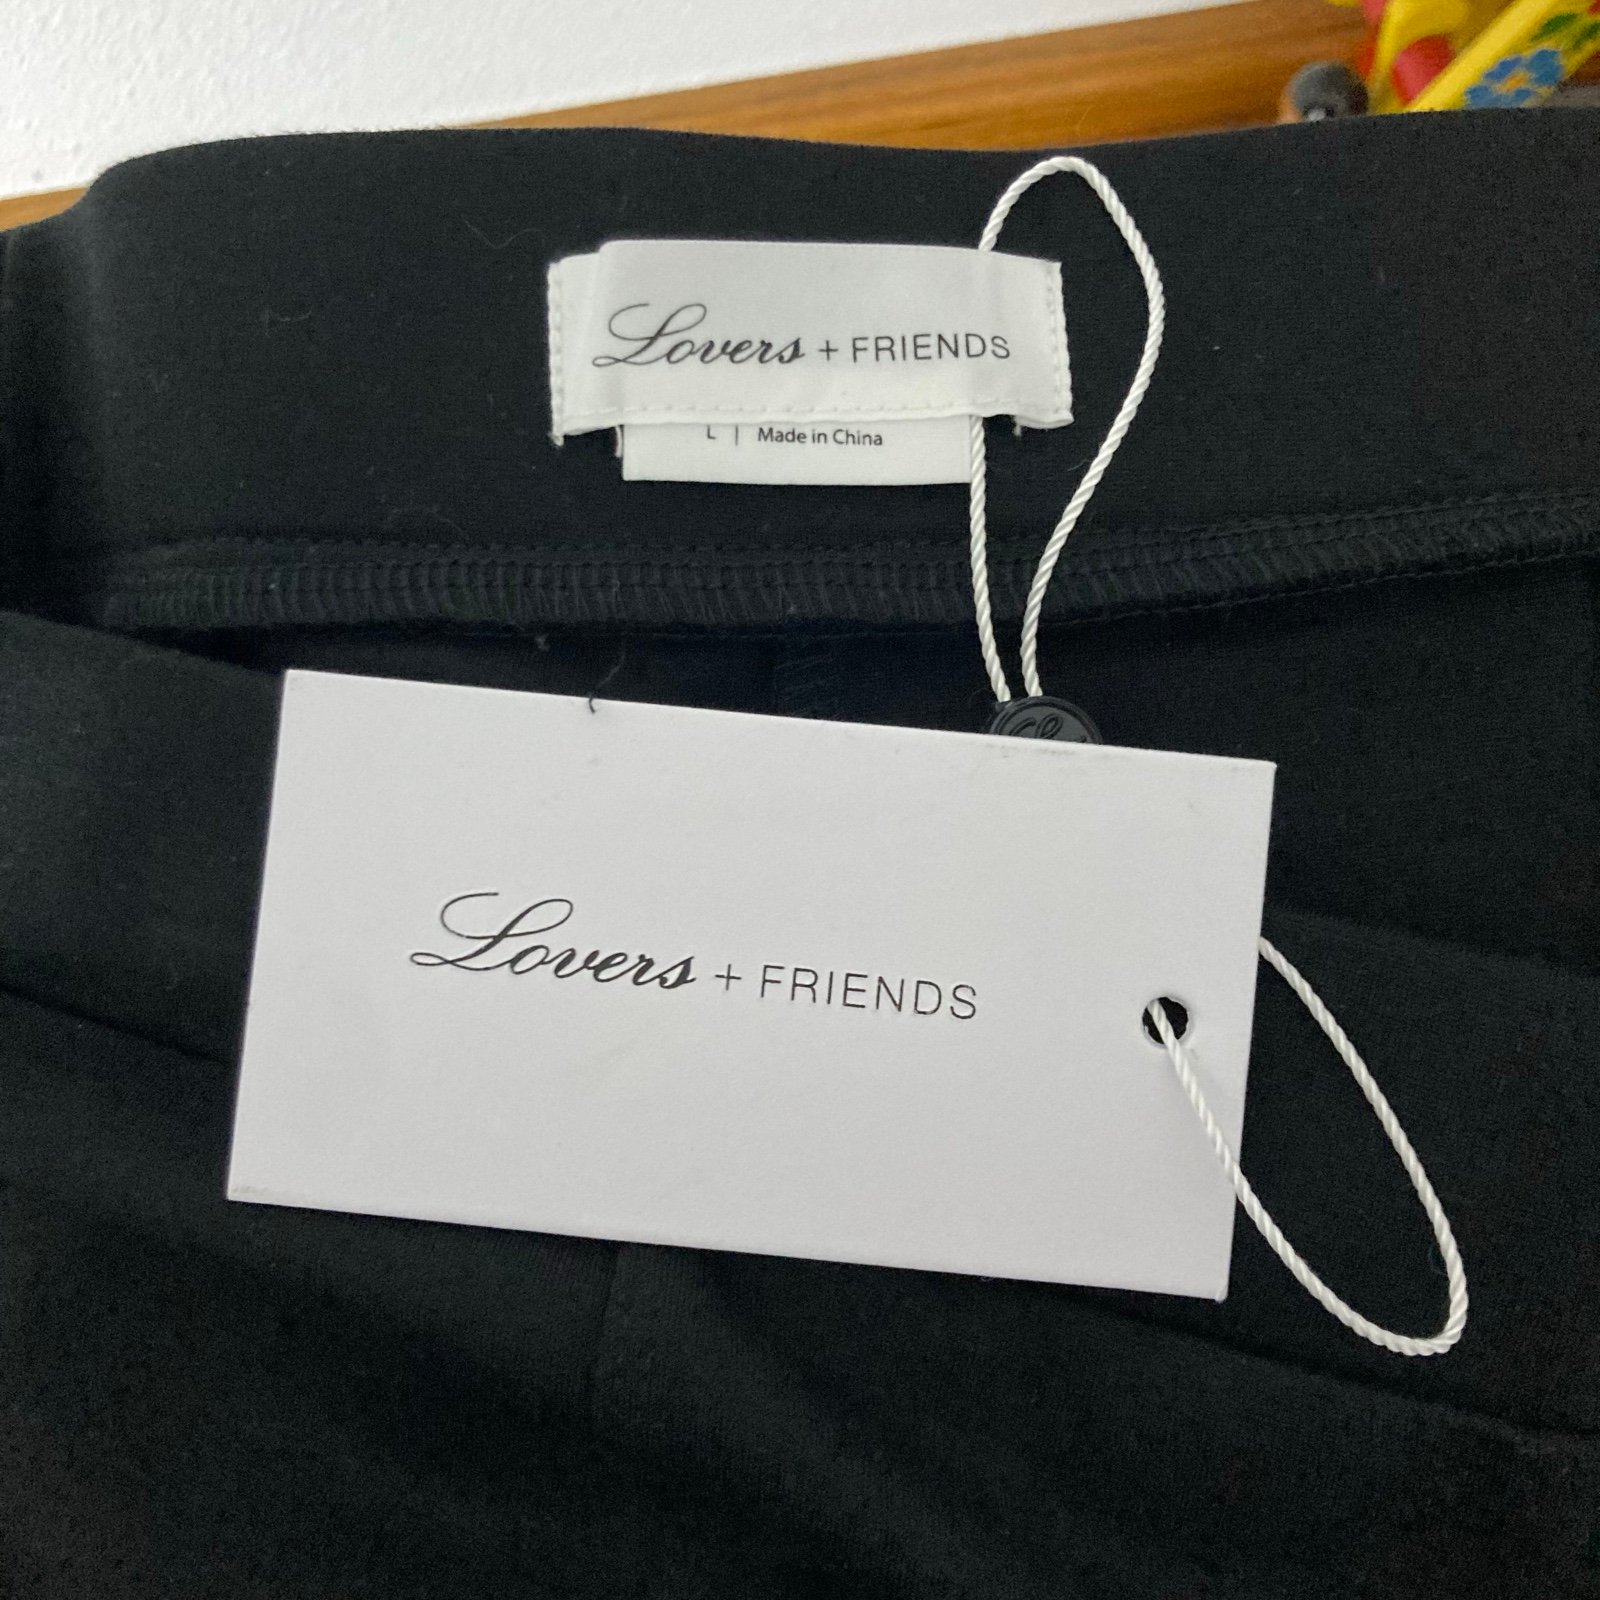 Lovers + FRIENDS
L | Made in China
Lovers + FRIENDS